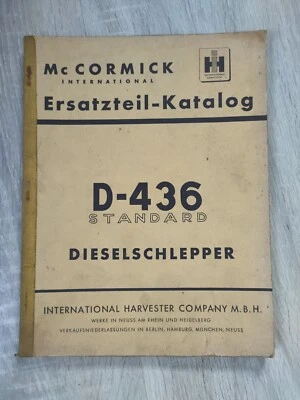 McCORMICK
INTERNATIONAL
IH
Ersatzteil-Katalog
D-436
STANDARD
DIESELSCHLEPPER
INTERNATIONAL HARVESTER COMPANY M.B.H.
WERKE IN NEUSS AM RHEIN UND HEIDELBERG
VERKAUFSNIEDERLASSUNGEN IN BERLIN, HAMBURG, MÜNCHEN, NEUSS